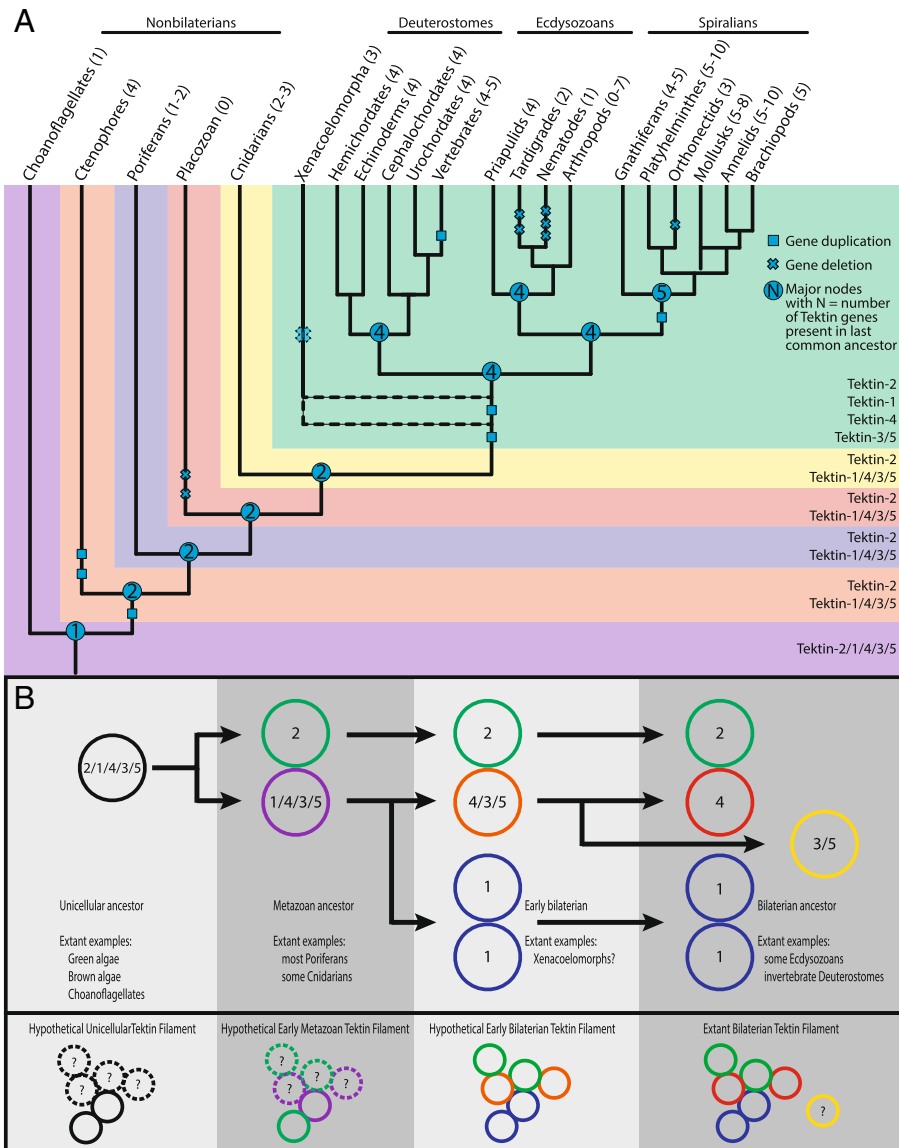 A
Nonbilaterians
Deuterostomes
Ecdysozoans
Spiralians
Choanoflagellates (1)
Ctenophores (4)
Poriferans (1-2)
Placozoan (0)
Cnidarians (2-3)
Xenacoelomorpha (3)
Hemichordates (4)
Echinoderms (4)
Cephalochordates (4)
Urochordates (4)
Vertebrates (4-5)
Priapulids (4)
Tardigrades (2)
Nematodes (1)
Arthropods (0-7)
Gnathiferans (4-5)
Platyhelminthes (5-10)
Orthonectids (3)
Mollusks (5-8)
Annelids (5-10)
Brachiopods (5)
Gene duplication
Gene deletion
N
Major nodes
with N = number
of Tektin genes
present in last
common ancestor
4
5
4
4
4
Tektin-2
Tektin-1
Tektin-4
Tektin-3/5
2
Tektin-2
Tektin-1/4/3/5
2
Tektin-2
Tektin-1/4/3/5
2
Tektin-2
Tektin-1/4/3/5
2
Tektin-2
Tektin-1/4/3/5
1
Tektin-2/1/4/3/5
B
2/1/4/3/5
2
2
2
1/4/3/5
4/3/5
4
3/5
1
1
1
1
Unicellular ancestor
Extant examples:
Green algae
Brown algae
Choanoflagellates
Metazoan ancestor
Extant examples:
most Poriferans
some Cnidarians
Early bilaterian
Extant examples:
Xenacoelomorphs?
Bilaterian ancestor
Extant examples:
some Ecdysozoans
invertebrate Deuterostomes
Hypothetical UnicellularTektin Filament
? ? ? ?
Hypothetical Early Metazoan Tektin Filament
? ? ? ?
Hypothetical Early Bilaterian Tektin Filament
Extant Bilaterian Tektin Filament
?